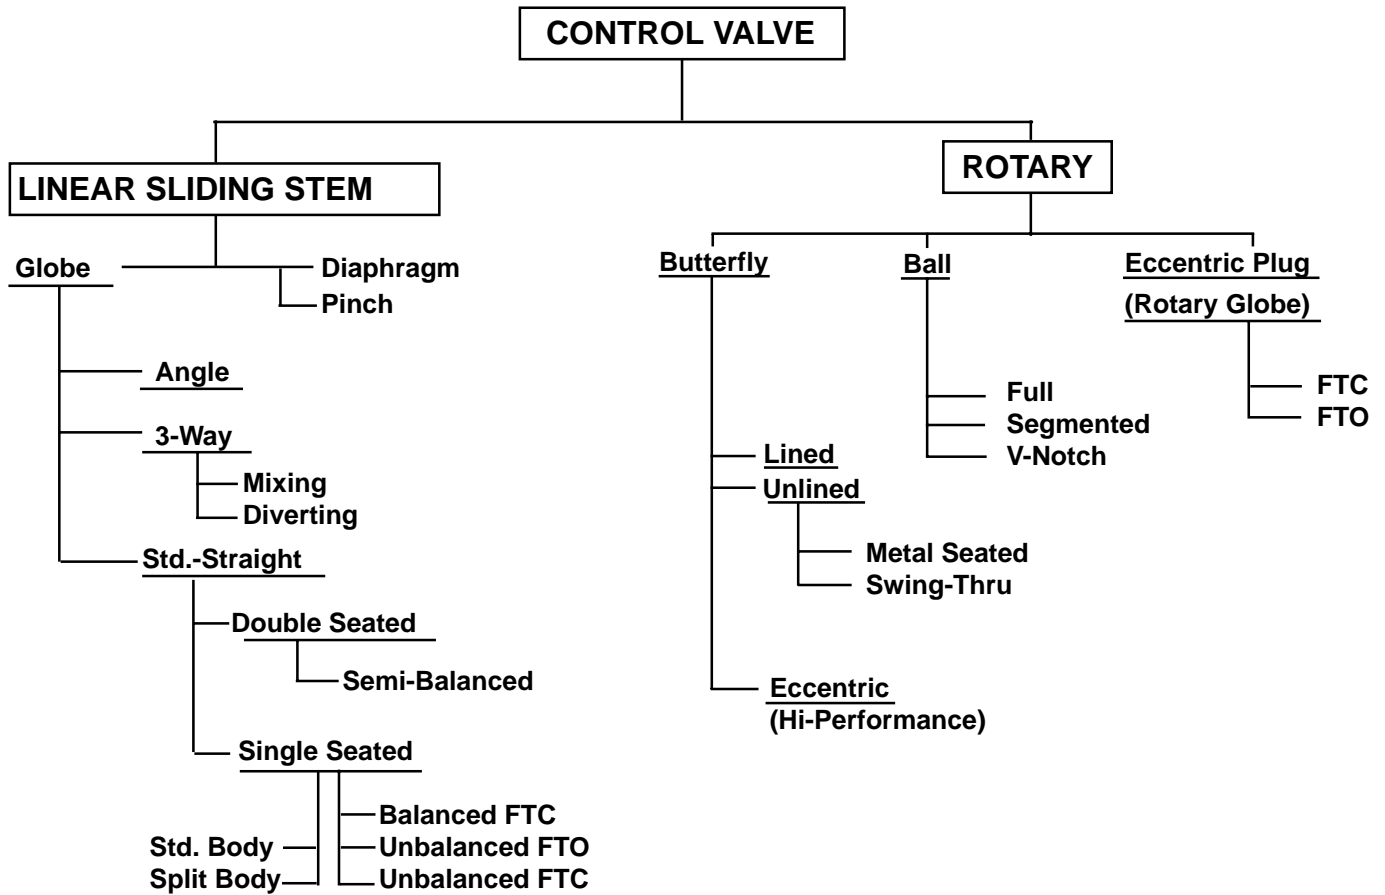 CONTROL VALVE
LINEAR SLIDING STEM
ROTARY
Globe
Diaphragm
Pinch
Angle
3-Way
Mixing
Diverting
Std.-Straight
Double Seated
Semi-Balanced
Single Seated
Std. Body
Split Body
Balanced FTC
Unbalanced FTO
Unbalanced FTC
Butterfly
Lined
Unlined
Metal Seated
Swing-Thru
Eccentric
(Hi-Performance)
Ball
Full
Segmented
V-Notch
Eccentric Plug
(Rotary Globe)
FTC
FTO